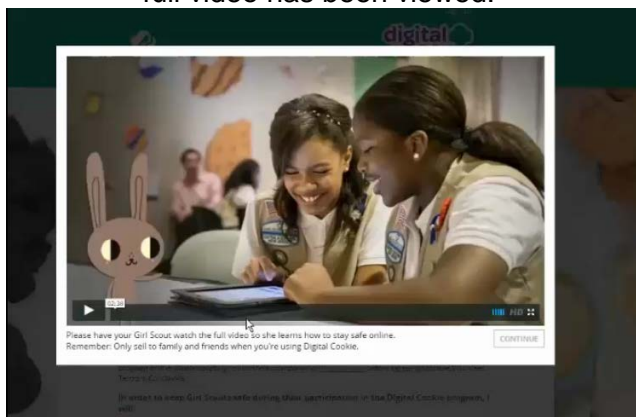 full video has been viewed.
digital
02:36
HD
Please have your Girl Scout watch the full video so she learns how to stay safe online.
Remember: Only sell to family and friends when you're using Digital Cookie.
CONTINUE
In order to keep Girl Scouts safe during their participation in the Digital Cookie program, I
will: